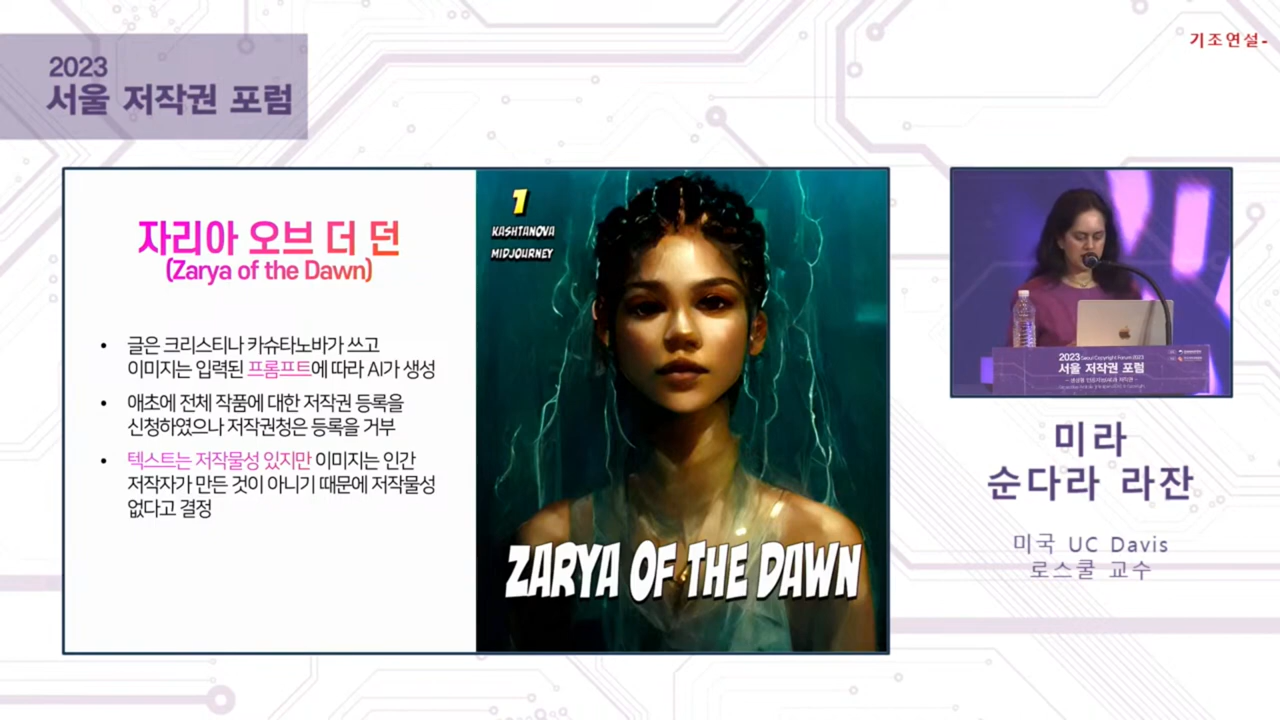 기조연설-
2023
서울 저작권 포럼
자리아 오브 더 던
(Zarya of the Dawn)
• 글은 크리스티나 카슈타노바가 쓰고
이미지는 입력된 프롬프트에 따라 AI가 생성
• 애초에 전체 작품에 대한 저작권 등록을
신청하였으나 저작권청은 등록을 거부
• 텍스트는 저작물성 있지만 이미지는 인간
저작자가 만든 것이 아니기 때문에 저작물성
없다고 결정
1
KASHTANOVA
MIDJOURNEY
ZARYA OF THE DAWN
2023 Seoul Copyright Forum 2023
서울 저작권 포럼
미라
순다라 라잔
미국 UC Davis
로스쿨 교수